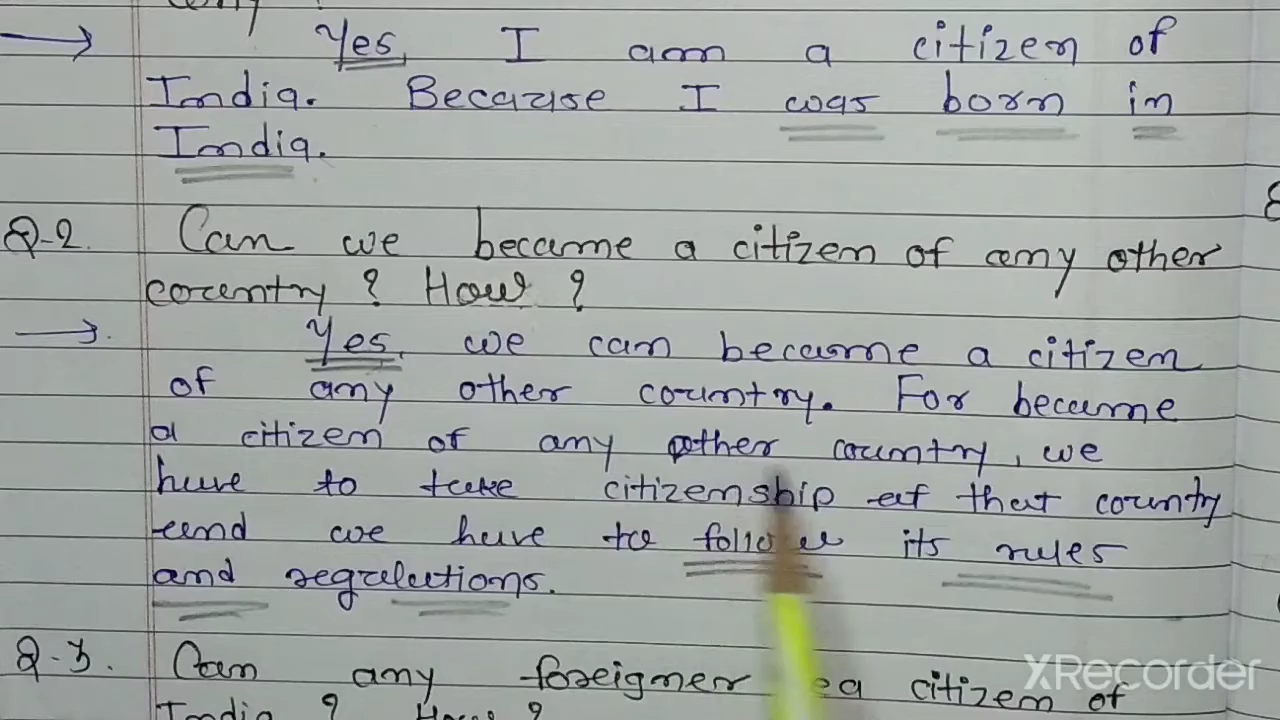 Yes, I am a citizen of
India. Because I was born in
India.
Q-2. Can we became a citizen of any other
country ? How ?
Yes, we can became a citizen
of any other country. For became
a citizen of any other country, we
have to take citizenship of that country
and we have to follow its rules
and regulations.
Q-3. Can any foreigner a citizen of
India ? How ?
XRecorder